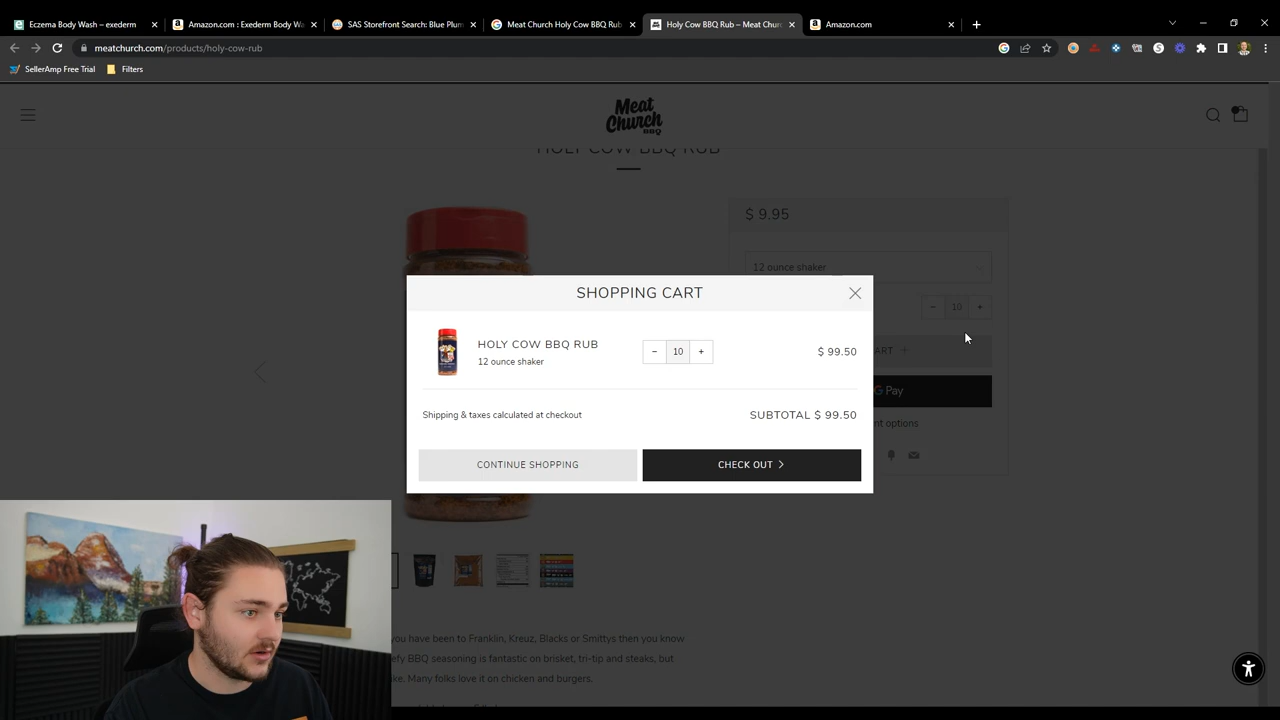 Eczema Body Wash – exederm
Amazon.com : Exederm Body Wa
SAS Storefront Search: Blue Plum
Meat Church Holy Cow BBQ Rub
Holy BBQ Rub – Meat Churc
Amazon.com
matchurch.com/products/holy-cow-rub
SellerAmp Free Trial
Filters
Meat
Church
BBQ
HOLY COW BBQ RUB
$ 9.95
12 ounce shaker
− 10 +
ART +
G Pay
nt options
SHOPPING CART
HOLY COW BBQ RUB
12 ounce shaker
− 10 +
$ 99.50
Shipping & taxes calculated at checkout
SUBTOTAL $ 99.50
CONTINUE SHOPPING
CHECK OUT >
you have been to Franklin, Kreuz, Blacks or Smittys then you know
efy BBQ seasoning is fantastic on brisket, tri-tip and steaks, but
ke. Many folks love it on chicken and burgers.